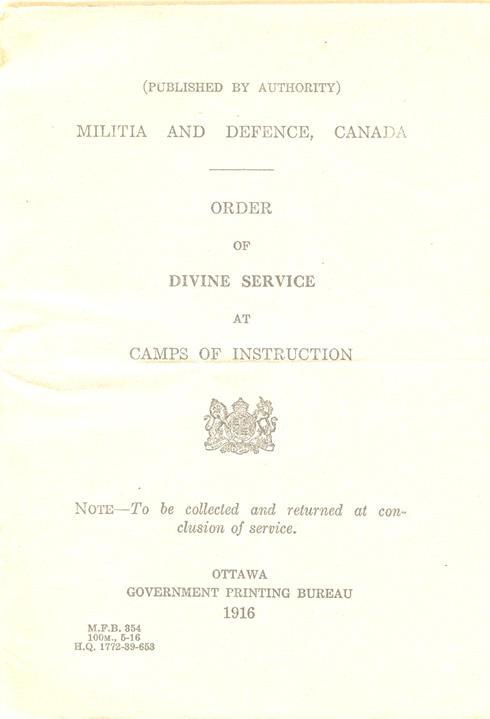 (PUBLISHED BY AUTHORITY)
MILITIA AND DEFENCE, CANADA
ORDER
OF
DIVINE SERVICE
AT
CAMPS OF INSTRUCTION
NOTE—To be collected and returned at con-
clusion of service.
OTTAWA
GOVERNMENT PRINTING BUREAU
1916
M.F.B. 354
100M., 5-16
H.Q. 1772-39-653